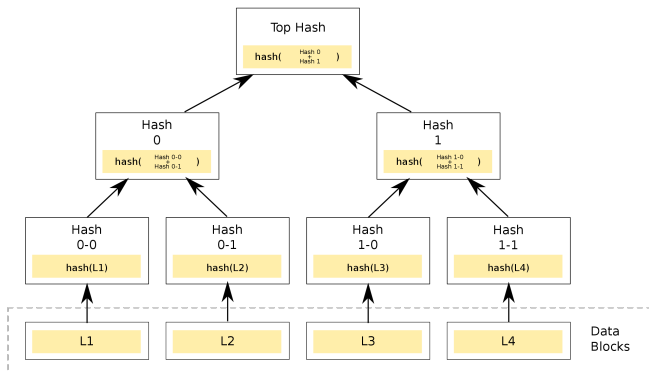 Top Hash
hash( Hash 0 + Hash 1 )
Hash 0
hash( Hash 0-0 + Hash 0-1 )
Hash 1
hash( Hash 1-0 + Hash 1-1 )
Hash 0-0
hash(L1)
Hash 0-1
hash(L2)
Hash 1-0
hash(L3)
Hash 1-1
hash(L4)
L1
L2
L3
L4
Data
Blocks